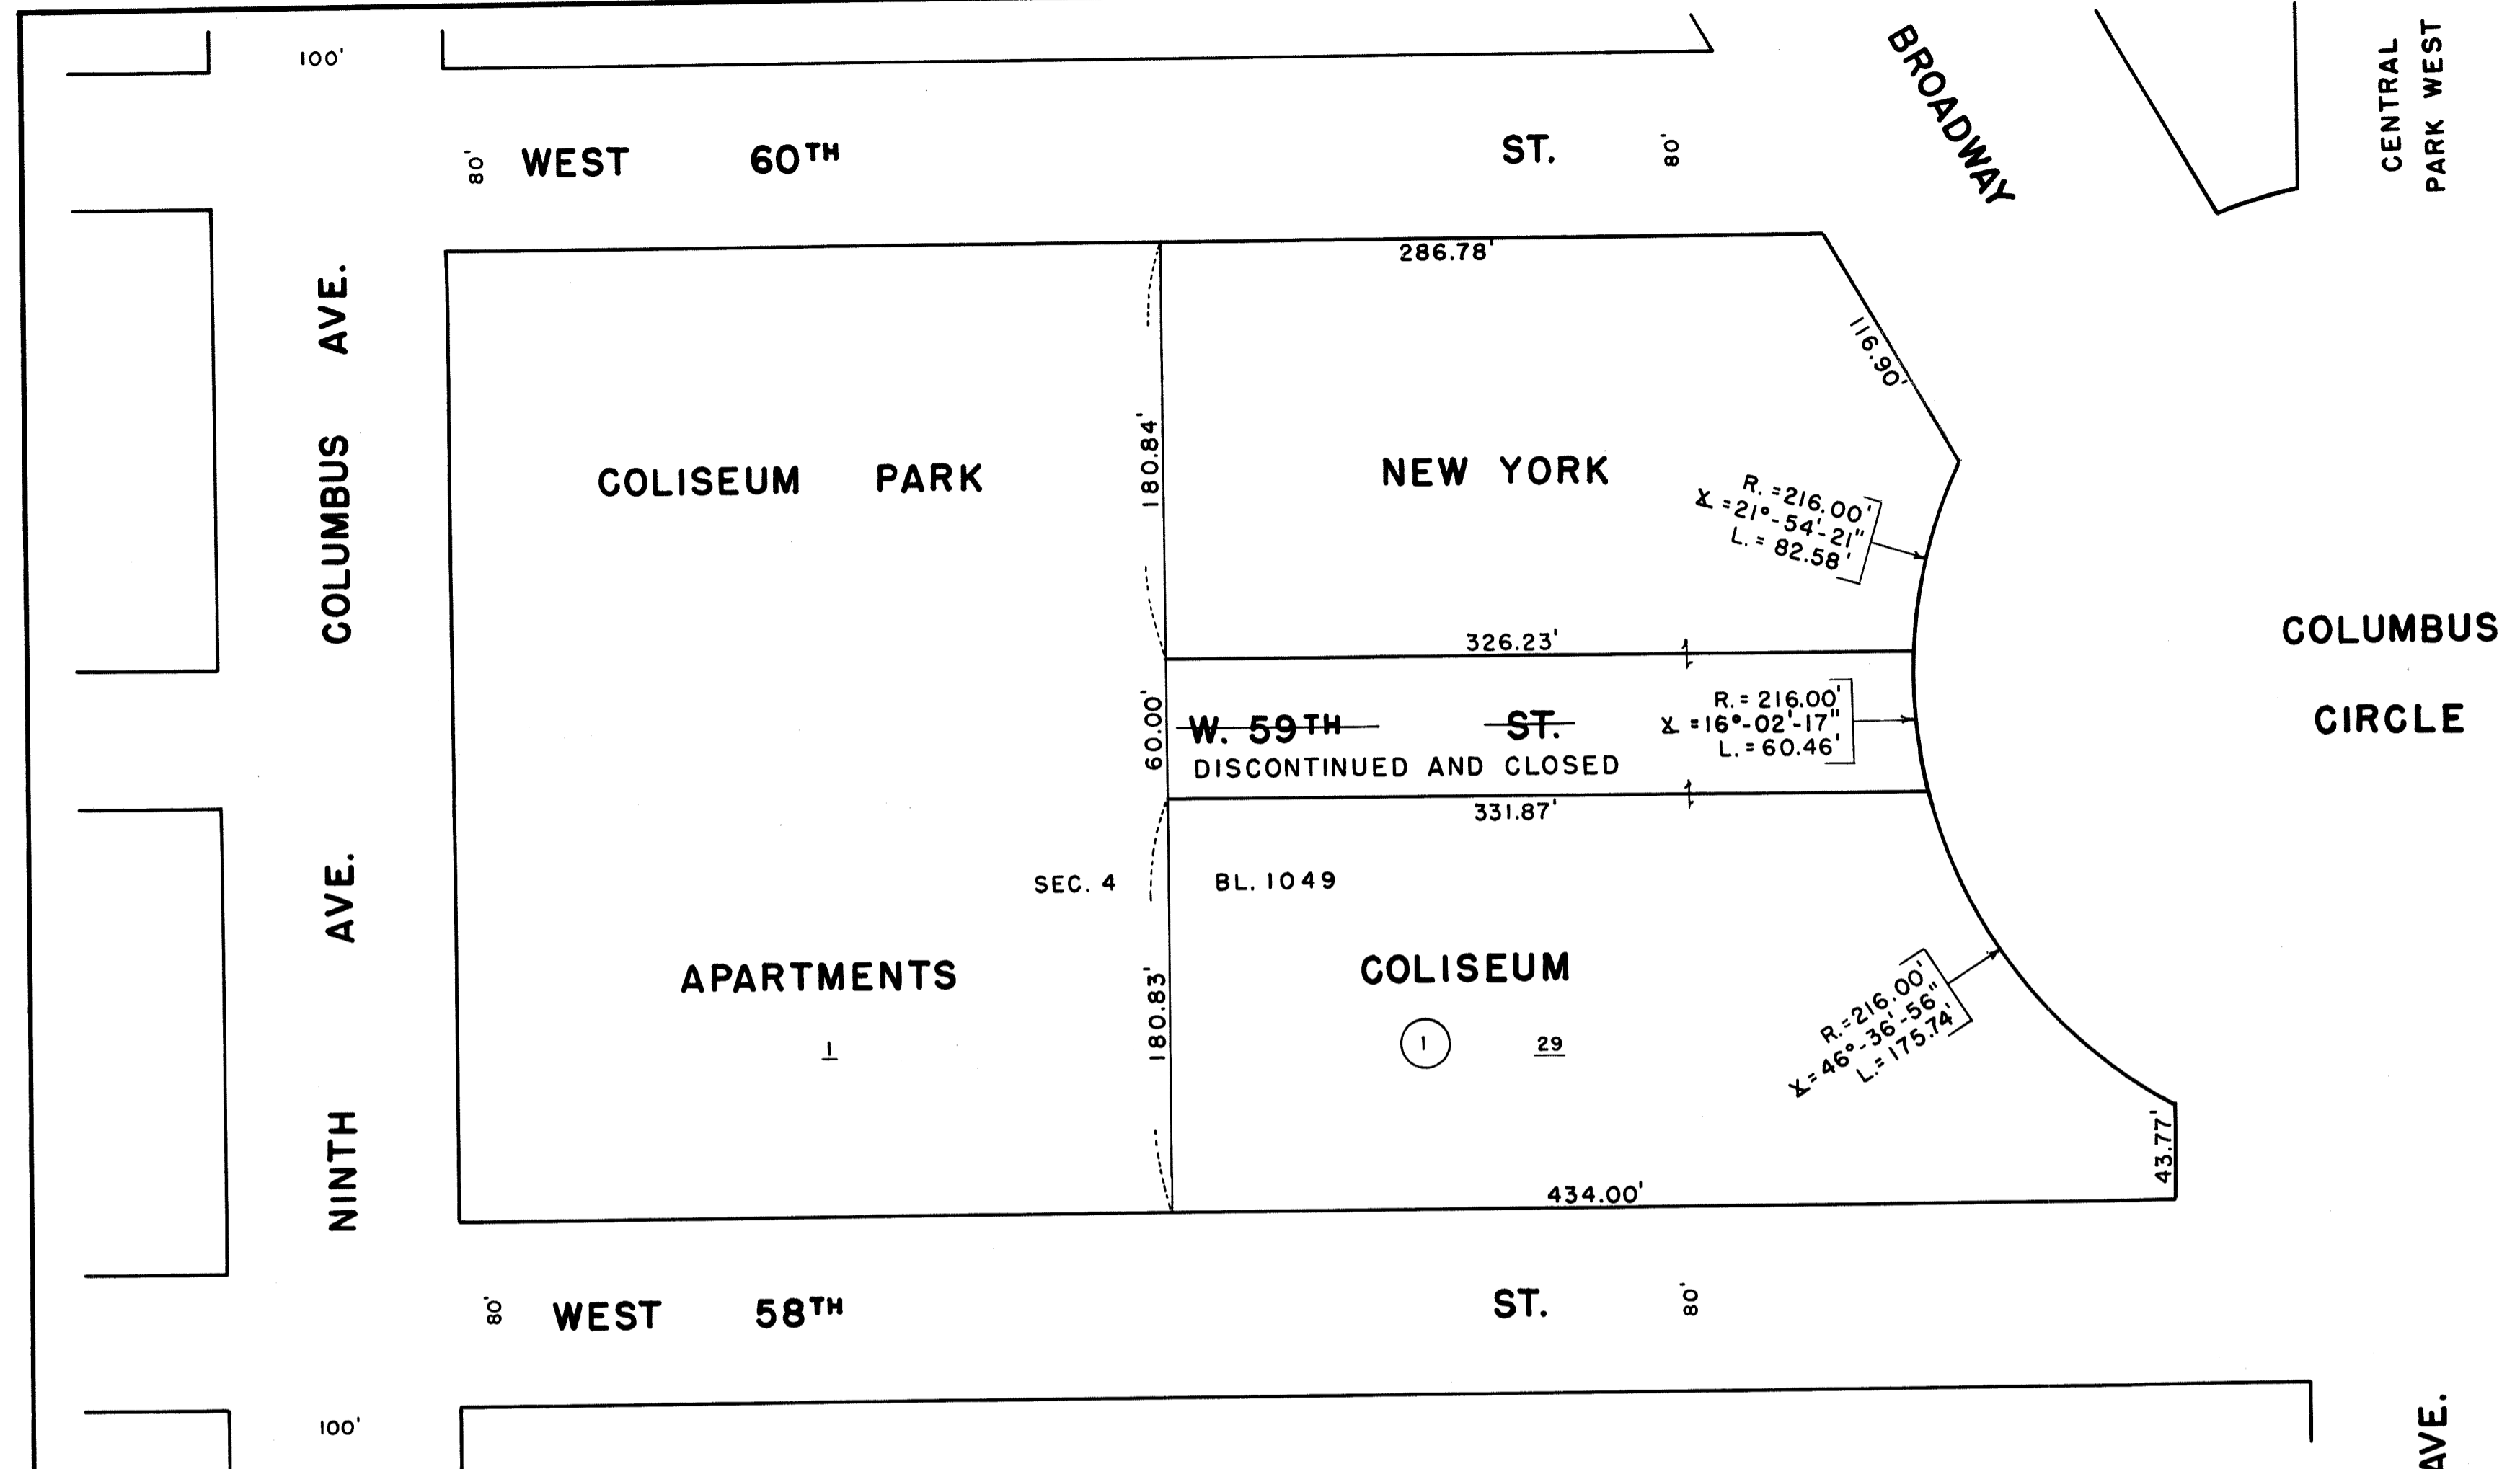 100'
BROADWAY
CENTRAL
PARK WEST
80'
WEST 60TH ST.
80'
286.78'
COLUMBUS AVE.
116.90'
180.84'
COLISEUM PARK
NEW YORK
R. = 216.00'
∡ = 21°-54'-21"
L. = 82.58'
COLUMBUS
CIRCLE
326.23'
60.00'
W. 59TH ST.
DISCONTINUED AND CLOSED
R. = 216.00'
∡ = 16°-02'-17"
L. = 60.46'
331.87'
SEC. 4
BL. 1049
NINTH AVE.
APARTMENTS
1
180.83'
COLISEUM
1
29
R. = 216.00'
∡ = 46°-36'-56"
L. = 175.74'
43.77'
434.00'
80'
WEST 58TH ST.
80'
100'
AVE.